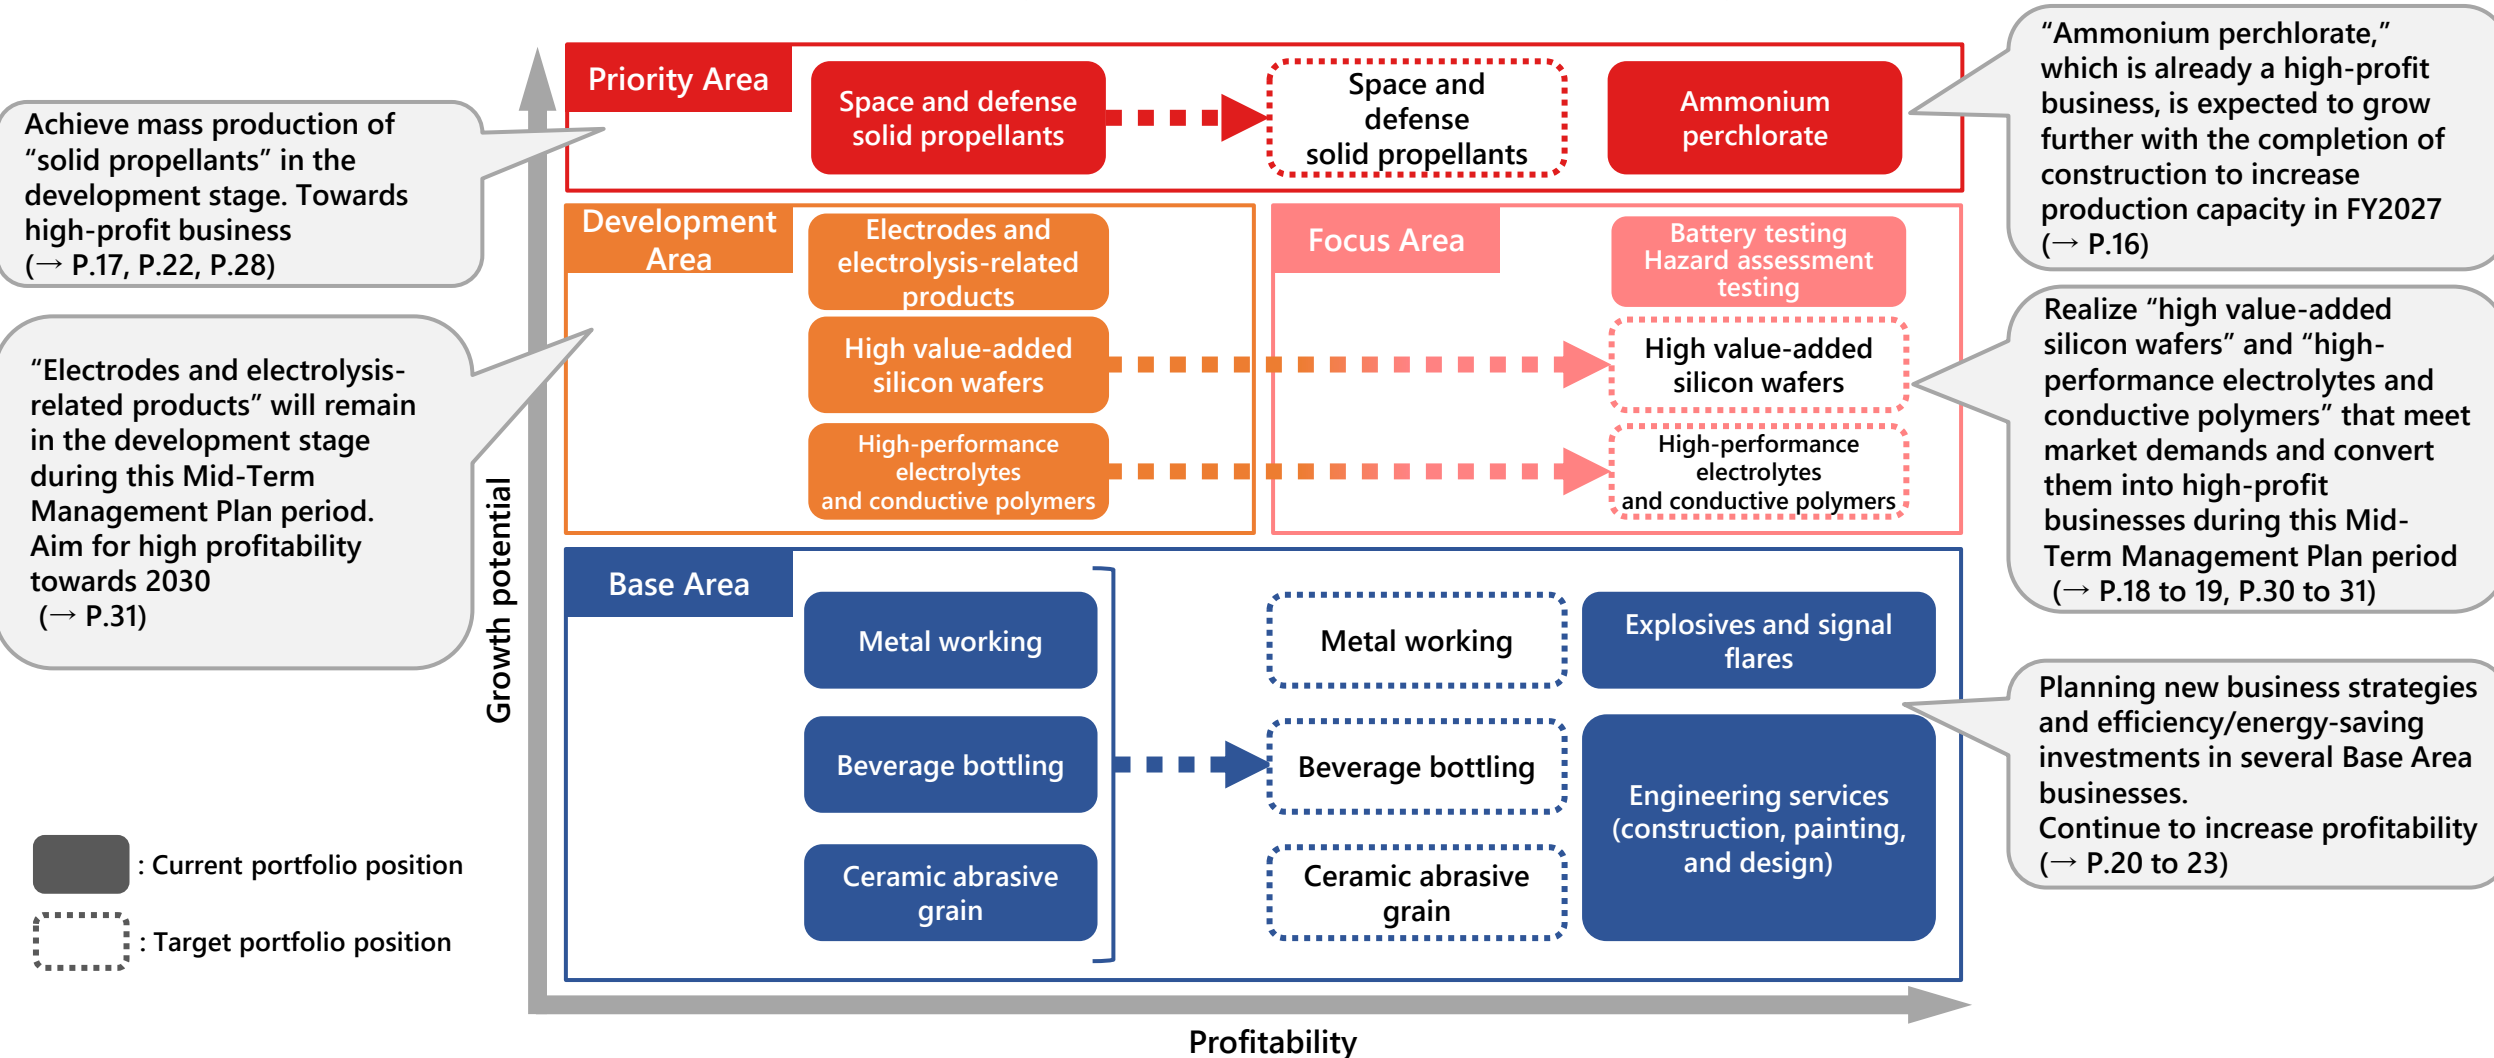 Priority Area
Space and defense
solid propellants
Space and
defense
solid propellants
Ammonium
perchlorate
“Ammonium perchlorate,”
which is already a high-profit
business, is expected to grow
further with the completion of
construction to increase
production capacity in FY2027
(→ P.16)
Achieve mass production of
“solid propellants” in the
development stage. Towards
high-profit business
(→ P.17, P.22, P.28)
Development
Area
Electrodes and
electrolysis-related
products
High value-added
silicon wafers
High-performance
electrolytes
and conductive polymers
Focus Area
Battery testing
Hazard assessment
testing
High value-added
silicon wafers
High-performance
electrolytes
and conductive polymers
Realize “high value-added
silicon wafers” and “high-
performance electrolytes and
conductive polymers” that meet
market demands and convert
them into high-profit
businesses during this Mid-
Term Management Plan period
(→ P.18 to 19, P.30 to 31)
“Electrodes and electrolysis-
related products” will remain
in the development stage
during this Mid-Term
Management Plan period.
Aim for high profitability
towards 2030
(→ P.31)
Growth potential
Base Area
Metal working
Beverage bottling
Ceramic abrasive
grain
Metal working
Beverage bottling
Ceramic abrasive
grain
Explosives and signal
flares
Engineering services
(construction, painting,
and design)
Planning new business strategies
and efficiency/energy-saving
investments in several Base Area
businesses.
Continue to increase profitability
(→ P.20 to 23)
: Current portfolio position
: Target portfolio position
Profitability